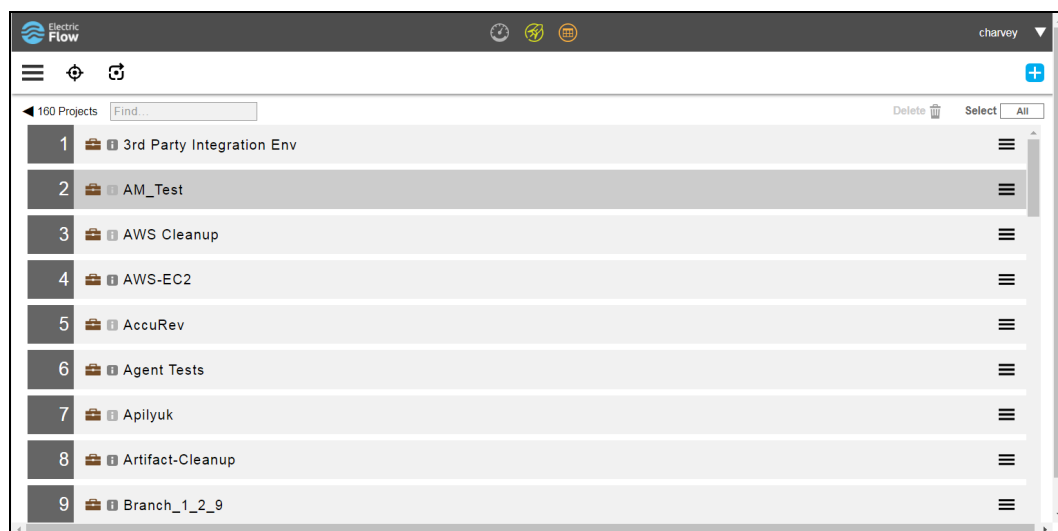 Electric
Flow
charvey
160 Projects Find... Delete Select All
1 3rd Party Integration Env
2 AM_Test
3 AWS Cleanup
4 AWS-EC2
5 AccuRev
6 Agent Tests
7 Apilyuk
8 Artifact-Cleanup
9 Branch_1_2_9